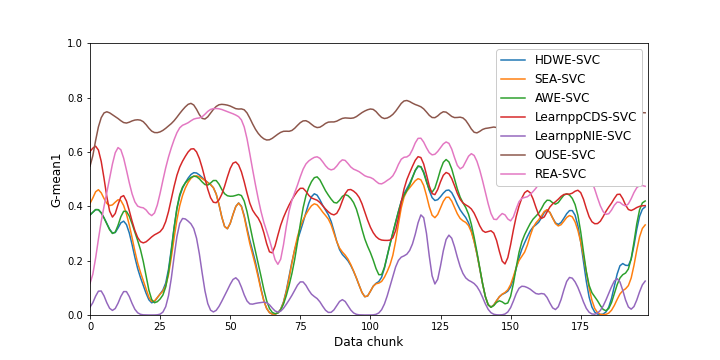 1.0
0.8
0.6
0.4
0.2
0.0
G-mean1
0 25 50 75 100 125 150 175
Data chunk
HDWE-SVC
SEA-SVC
AWE-SVC
LearnppCDS-SVC
LearnppNIE-SVC
OUSE-SVC
REA-SVC